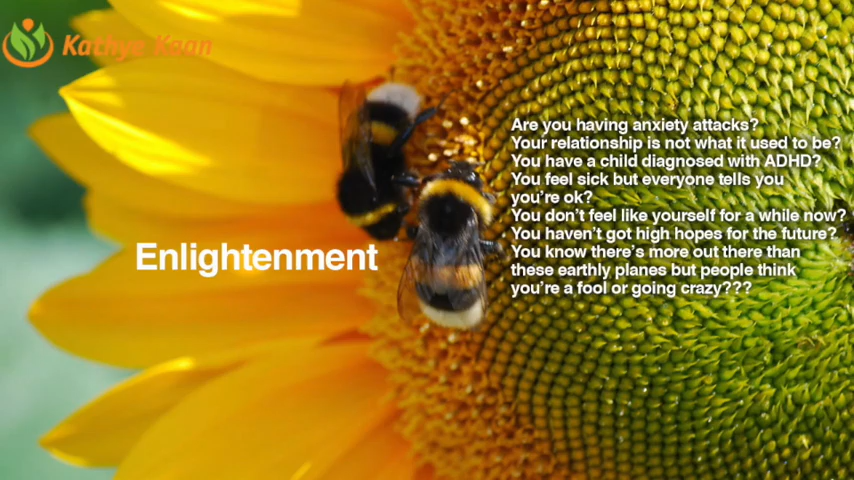 Kathye Kaan
Enlightenment
Are you having anxiety attacks?
Your relationship is not what it used to be?
You have a child diagnosed with ADHD?
You feel sick but everyone tells you
you're ok?
You don't feel like yourself for a while now?
You haven't got high hopes for the future?
You know there's more out there than
these earthly planes but people think
you're a fool or going crazy???